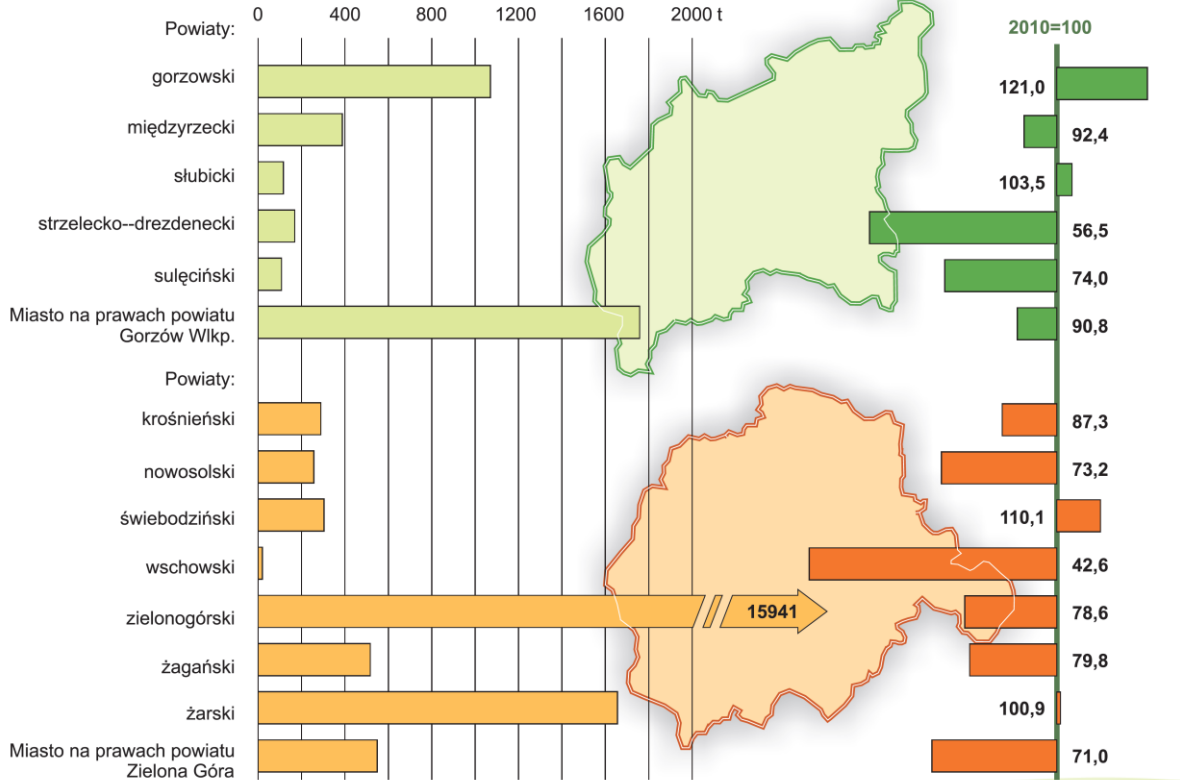 0 400 800 1200 1600 2000 t
Powiaty:
2010=100
gorzowski
121,0
międzyrzecki
92,4
słubicki
103,5
strzelecko--drezdenecki
56,5
sulęciński
74,0
Miasto na prawach powiatu
Gorzów Wlkp.
90,8
Powiaty:
krośnieński
87,3
nowosolski
73,2
świebodziński
110,1
wschowski
42,6
zielonogórski
15941
78,6
żagański
79,8
żarski
100,9
Miasto na prawach powiatu
Zielona Góra
71,0